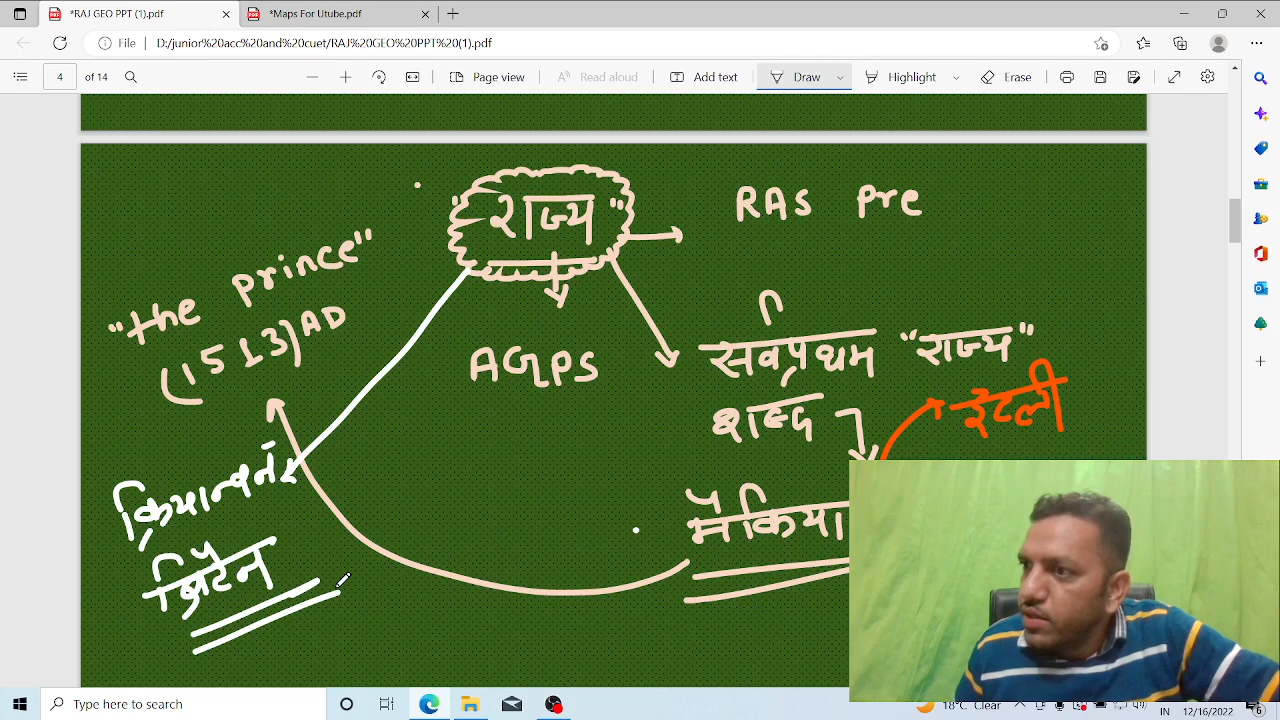 *RAJ GEO PPT (1).pdf
*Maps For Utube.pdf
File
D:/junior%20acc%20and%20cuet/RAJ%20GEO%20PPT%20(1).pdf
4 of 14
Page view
Read aloud
Add text
Draw
Highlight
Erase
"राज्य"
RAS Pre
"the prince"
(1513)AD
AGPS
सर्वप्रथम "राज्य"
शब्द
इटली
ने किया
क्रियान्वन
ब्रिटेन
Type here to search
18°C Clear
IN
12/16/2022
6